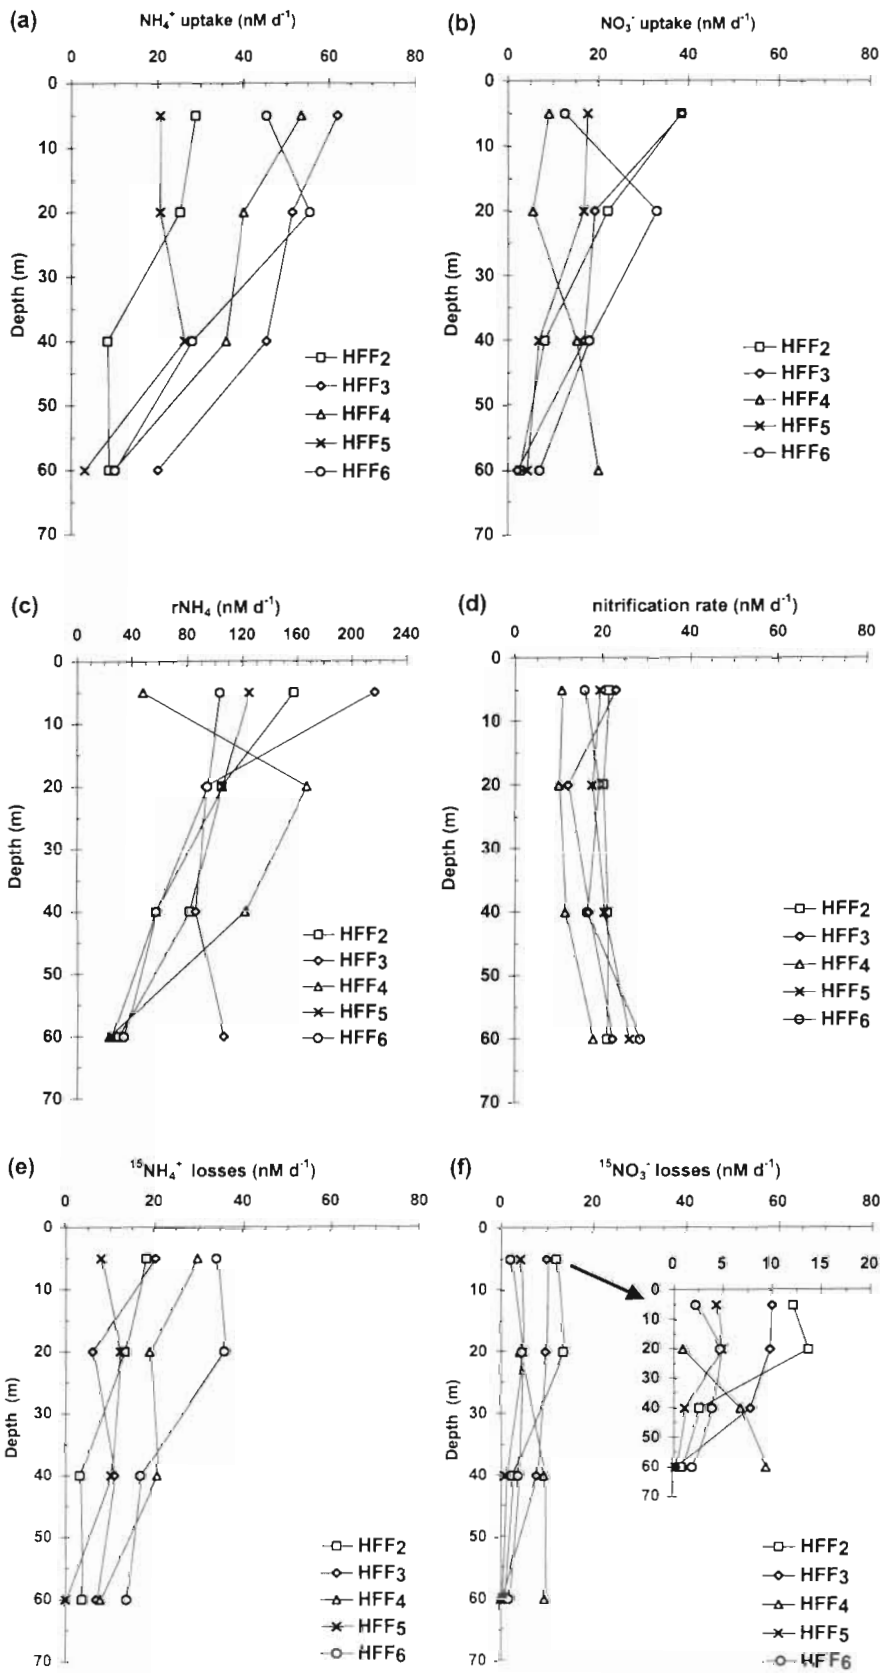 (a) NH₄⁺ uptake (nM d⁻¹)
0 20 40 60 80
0
10
20
30
40
50
60
70
Depth (m)
HFF2
HFF3
HFF4
HFF5
HFF6
(b) NO₃⁻ uptake (nM d⁻¹)
0 20 40 60 80
0
10
20
30
40
50
60
70
Depth (m)
HFF2
HFF3
HFF4
HFF5
HFF6
(c) rNH₄ (nM d⁻¹)
0 40 80 120 160 200 240
0
10
20
30
40
50
60
70
Depth (m)
HFF2
HFF3
HFF4
HFF5
HFF6
(d) nitrification rate (nM d⁻¹)
0 20 40 60 80
0
10
20
30
40
50
60
70
Depth (m)
HFF2
HFF3
HFF4
HFF5
HFF6
(e) ¹⁵NH₄⁺ losses (nM d⁻¹)
0 20 40 60 80
0
10
20
30
40
50
60
70
Depth (m)
HFF2
HFF3
HFF4
HFF5
HFF6
(f) ¹⁵NO₃⁻ losses (nM d⁻¹)
0 20 40 60 80
0
10
20
30
40
50
60
70
Depth (m)
0 5 10 15 20
0
10
20
30
40
50
60
70
HFF2
HFF3
HFF4
HFF5
HFF6